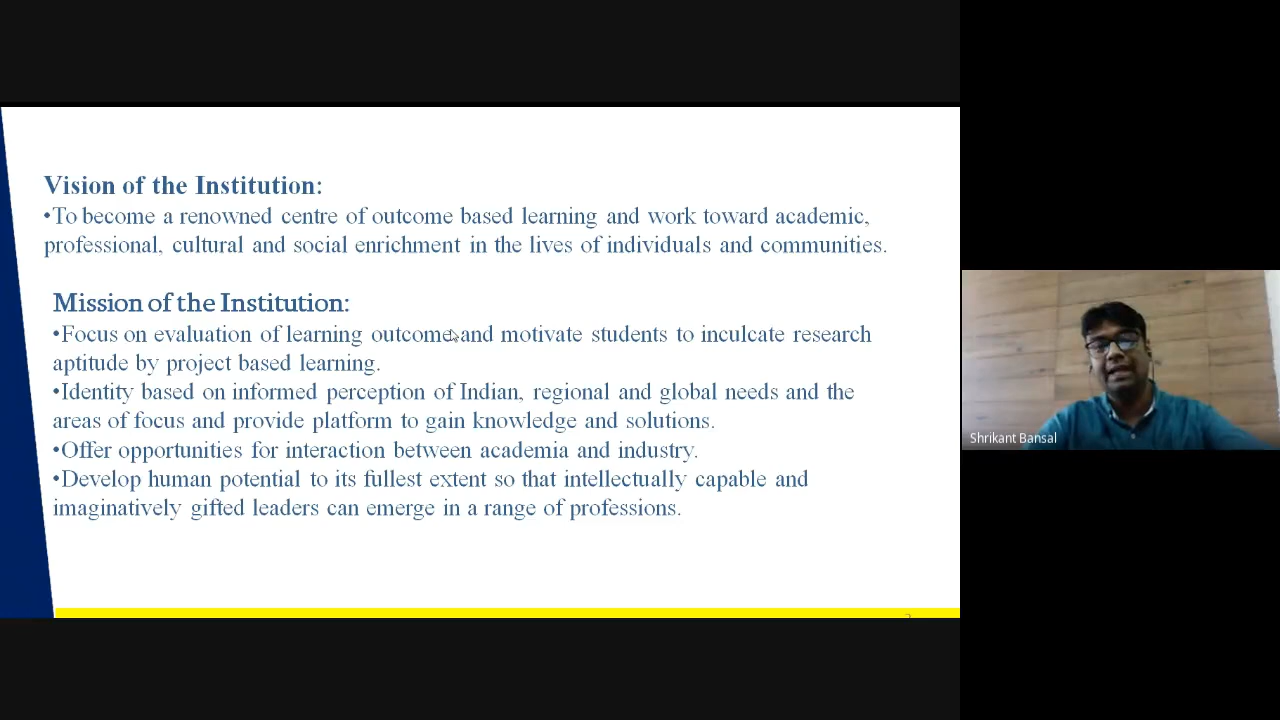 Vision of the Institution:
•To become a renowned centre of outcome based learning and work toward academic,
professional, cultural and social enrichment in the lives of individuals and communities.
Mission of the Institution:
•Focus on evaluation of learning outcome and motivate students to inculcate research
aptitude by project based learning.
•Identity based on informed perception of Indian, regional and global needs and the
areas of focus and provide platform to gain knowledge and solutions.
•Offer opportunities for interaction between academia and industry.
•Develop human potential to its fullest extent so that intellectually capable and
imaginatively gifted leaders can emerge in a range of professions.
Shrikant Bansal